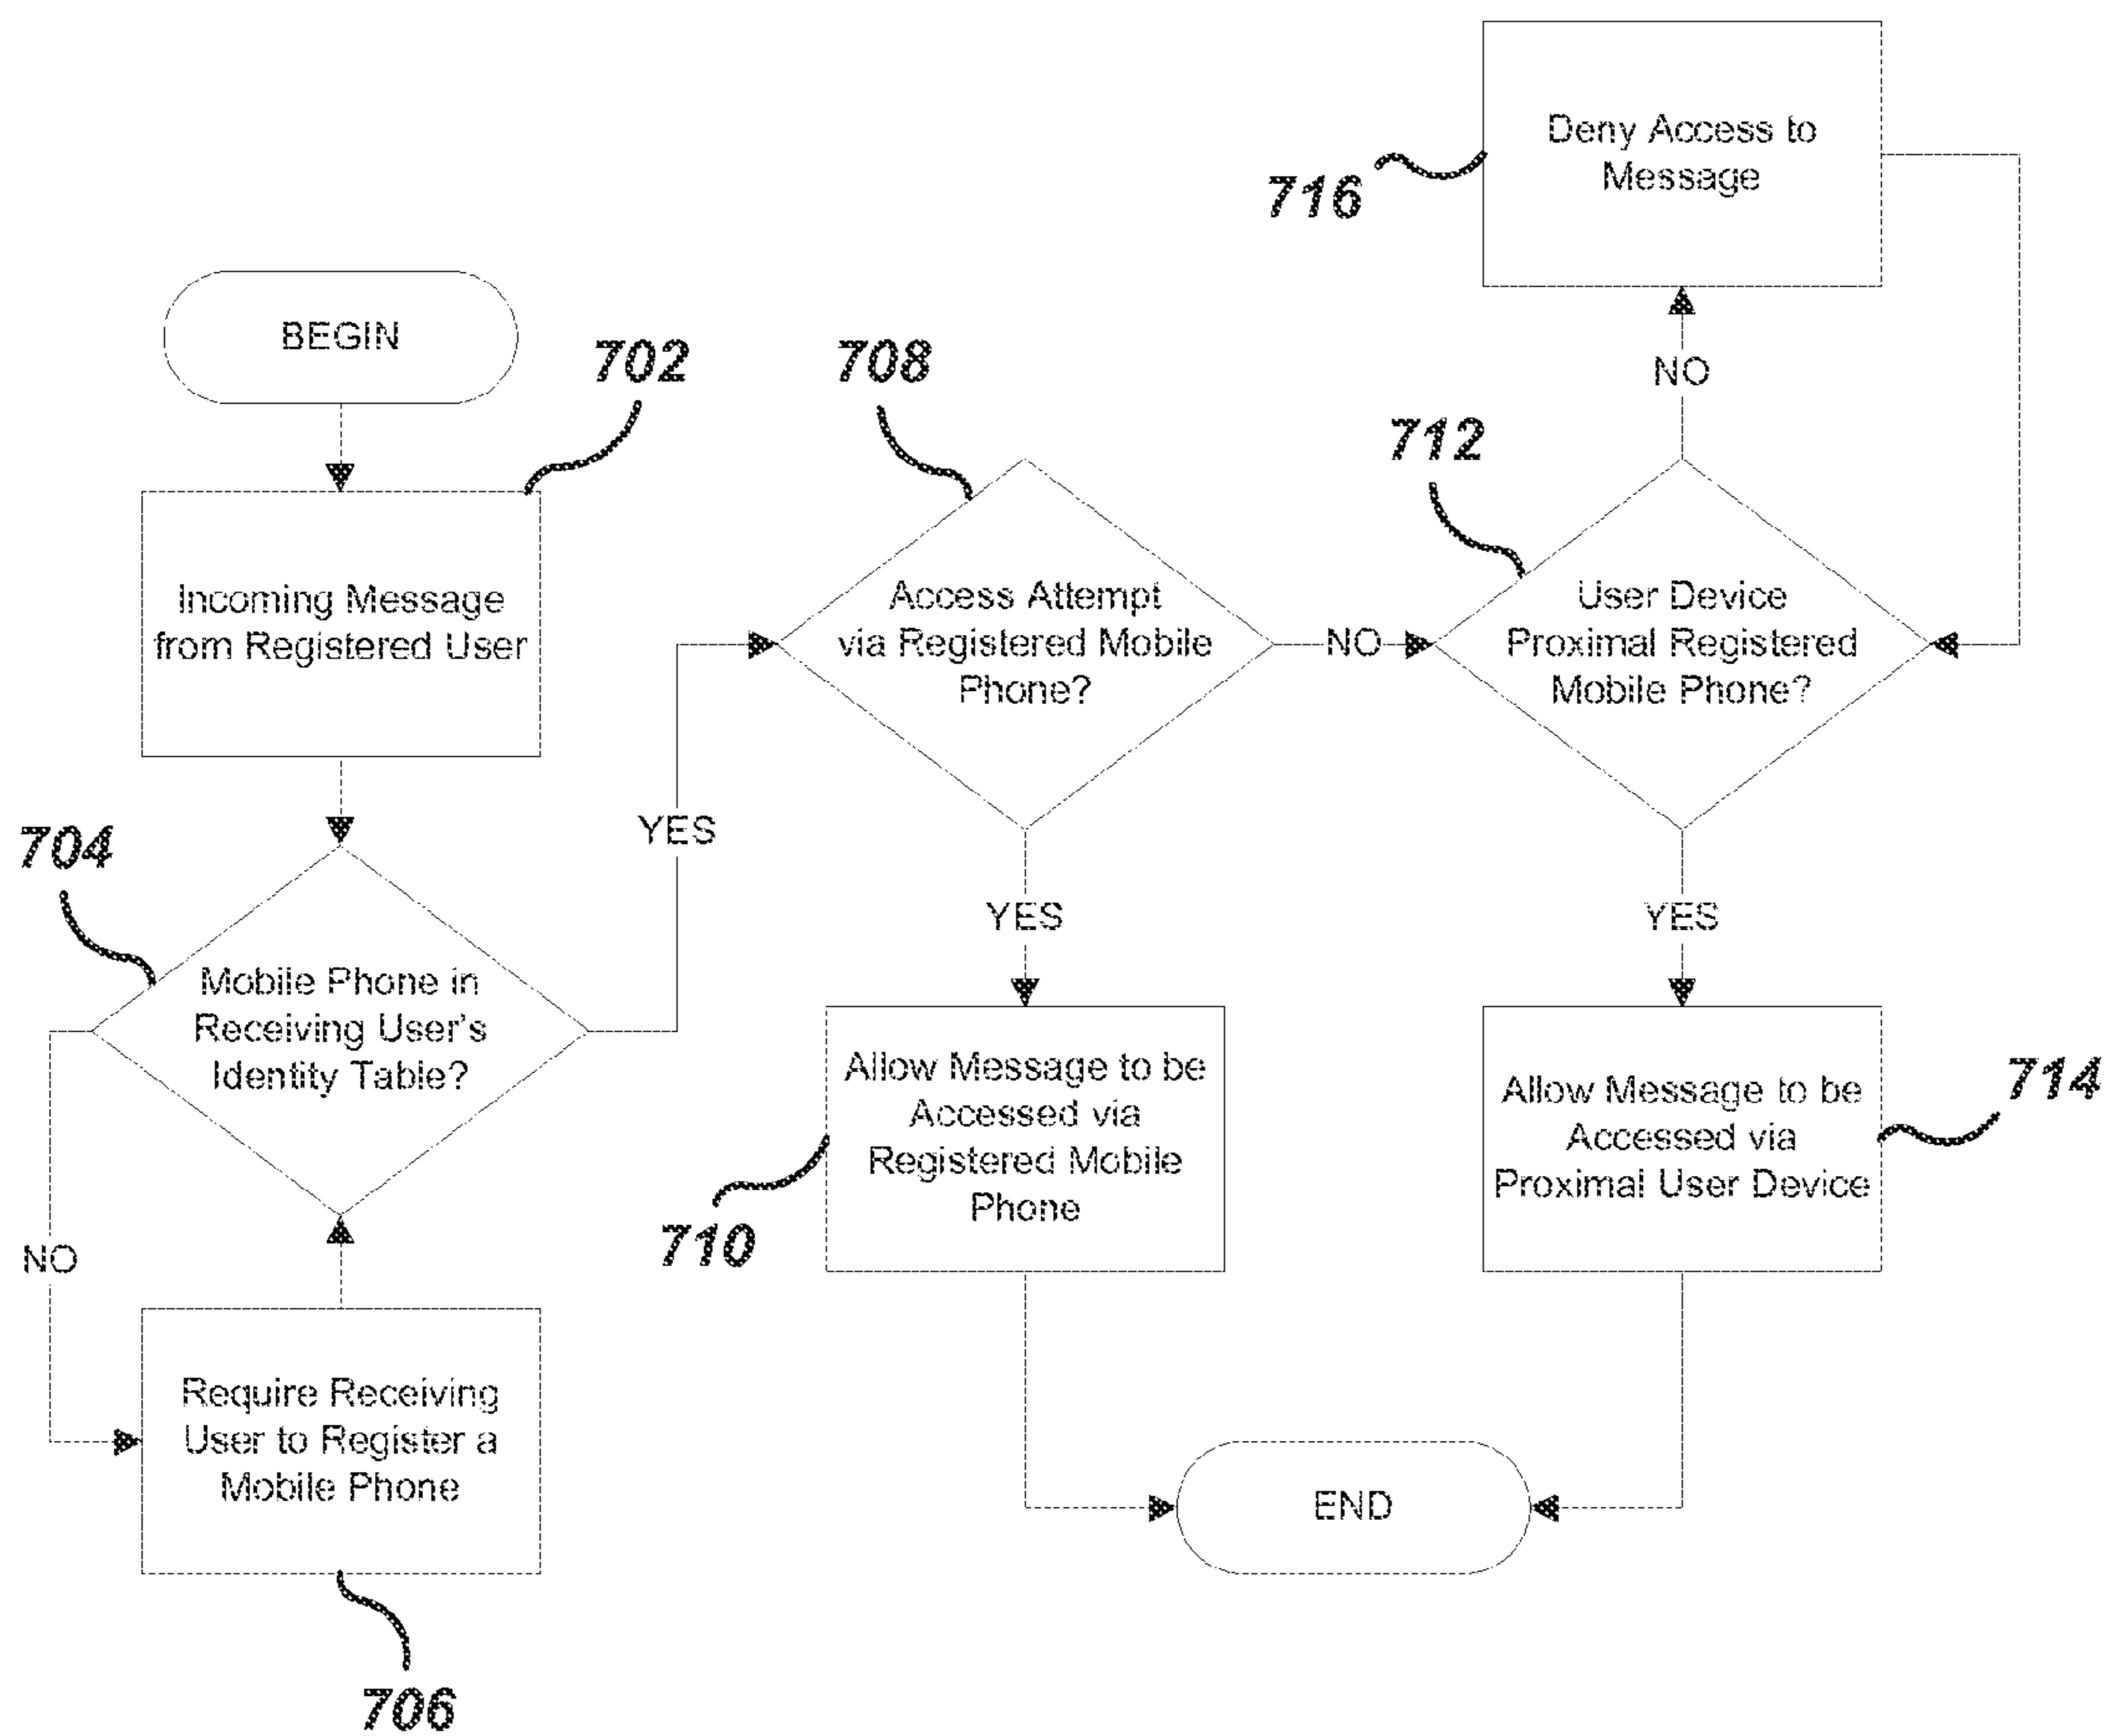 BEGIN
702
Incoming Message
from Registered User
704
Mobile Phone in
Receiving User's
Identity Table?
NO
YES
Require Receiving
User to Register a
Mobile Phone
706
708
Access Attempt
via Registered Mobile
Phone?
NO
YES
Allow Message to be
Accessed via
Registered Mobile
Phone
710
712
User Device
Proximal Registered
Mobile Phone?
NO
Deny Access to
Message
716
YES
Allow Message to be
Accessed via
Proximal User Device
714
END